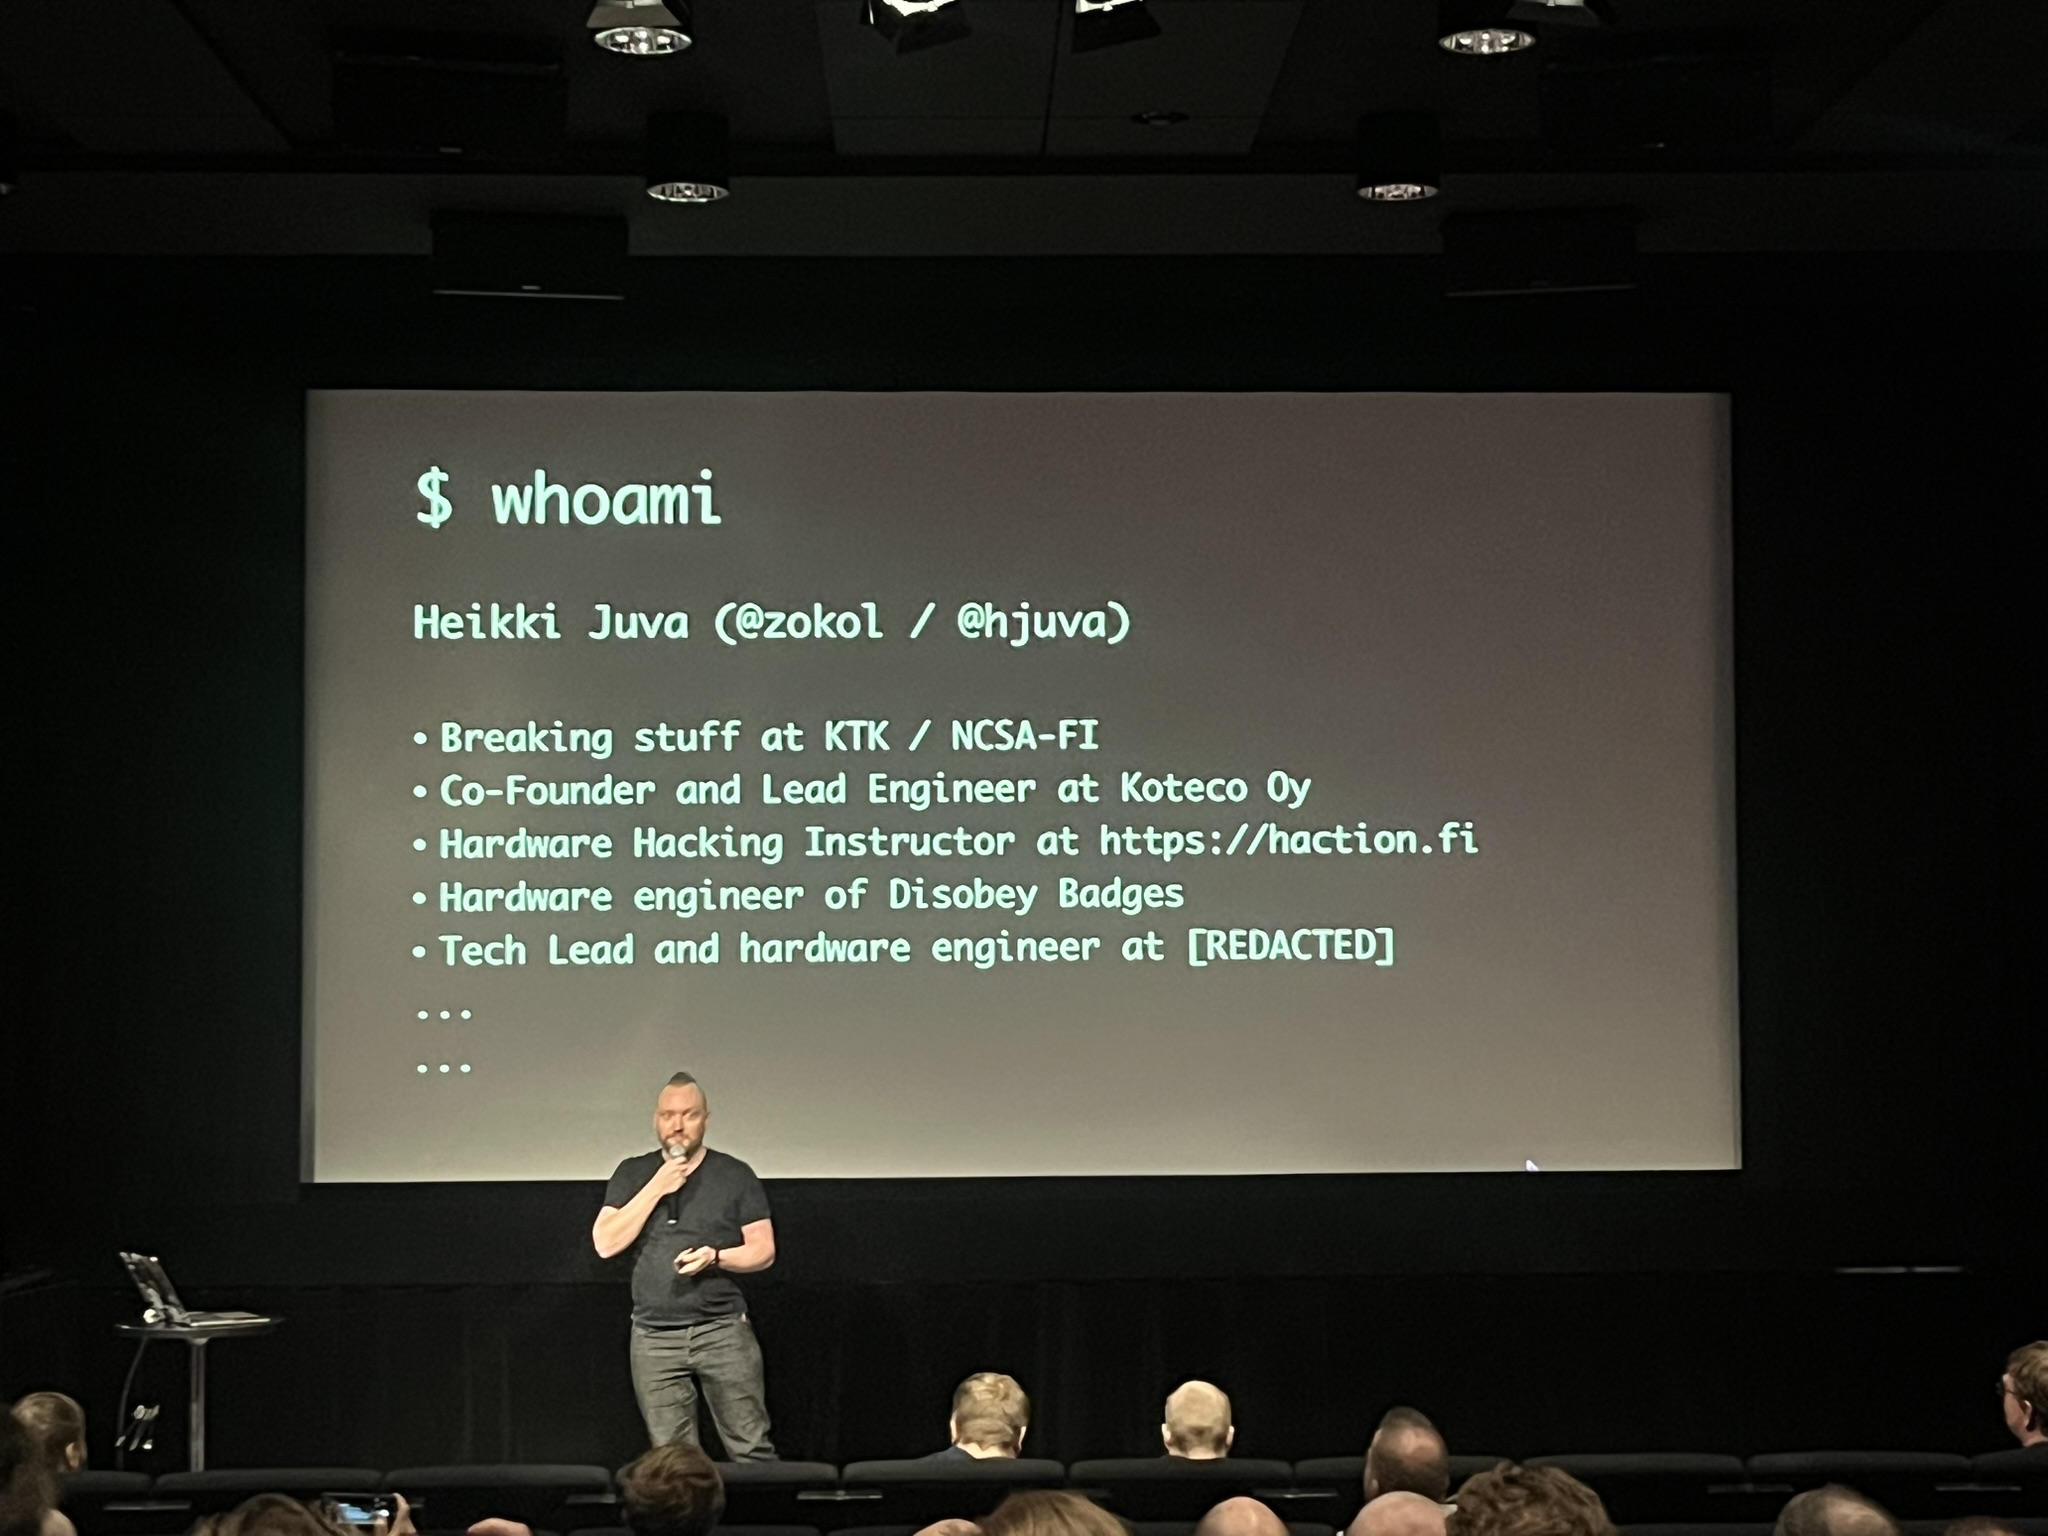 $ whoami
Heikki Juva (@zokol / @hjuva)
• Breaking stuff at KTK / NCSA-FI
• Co-Founder and Lead Engineer at Koteco Oy
• Hardware Hacking Instructor at https://haction.fi
• Hardware engineer of Disobey Badges
• Tech Lead and hardware engineer at [REDACTED]
...
...